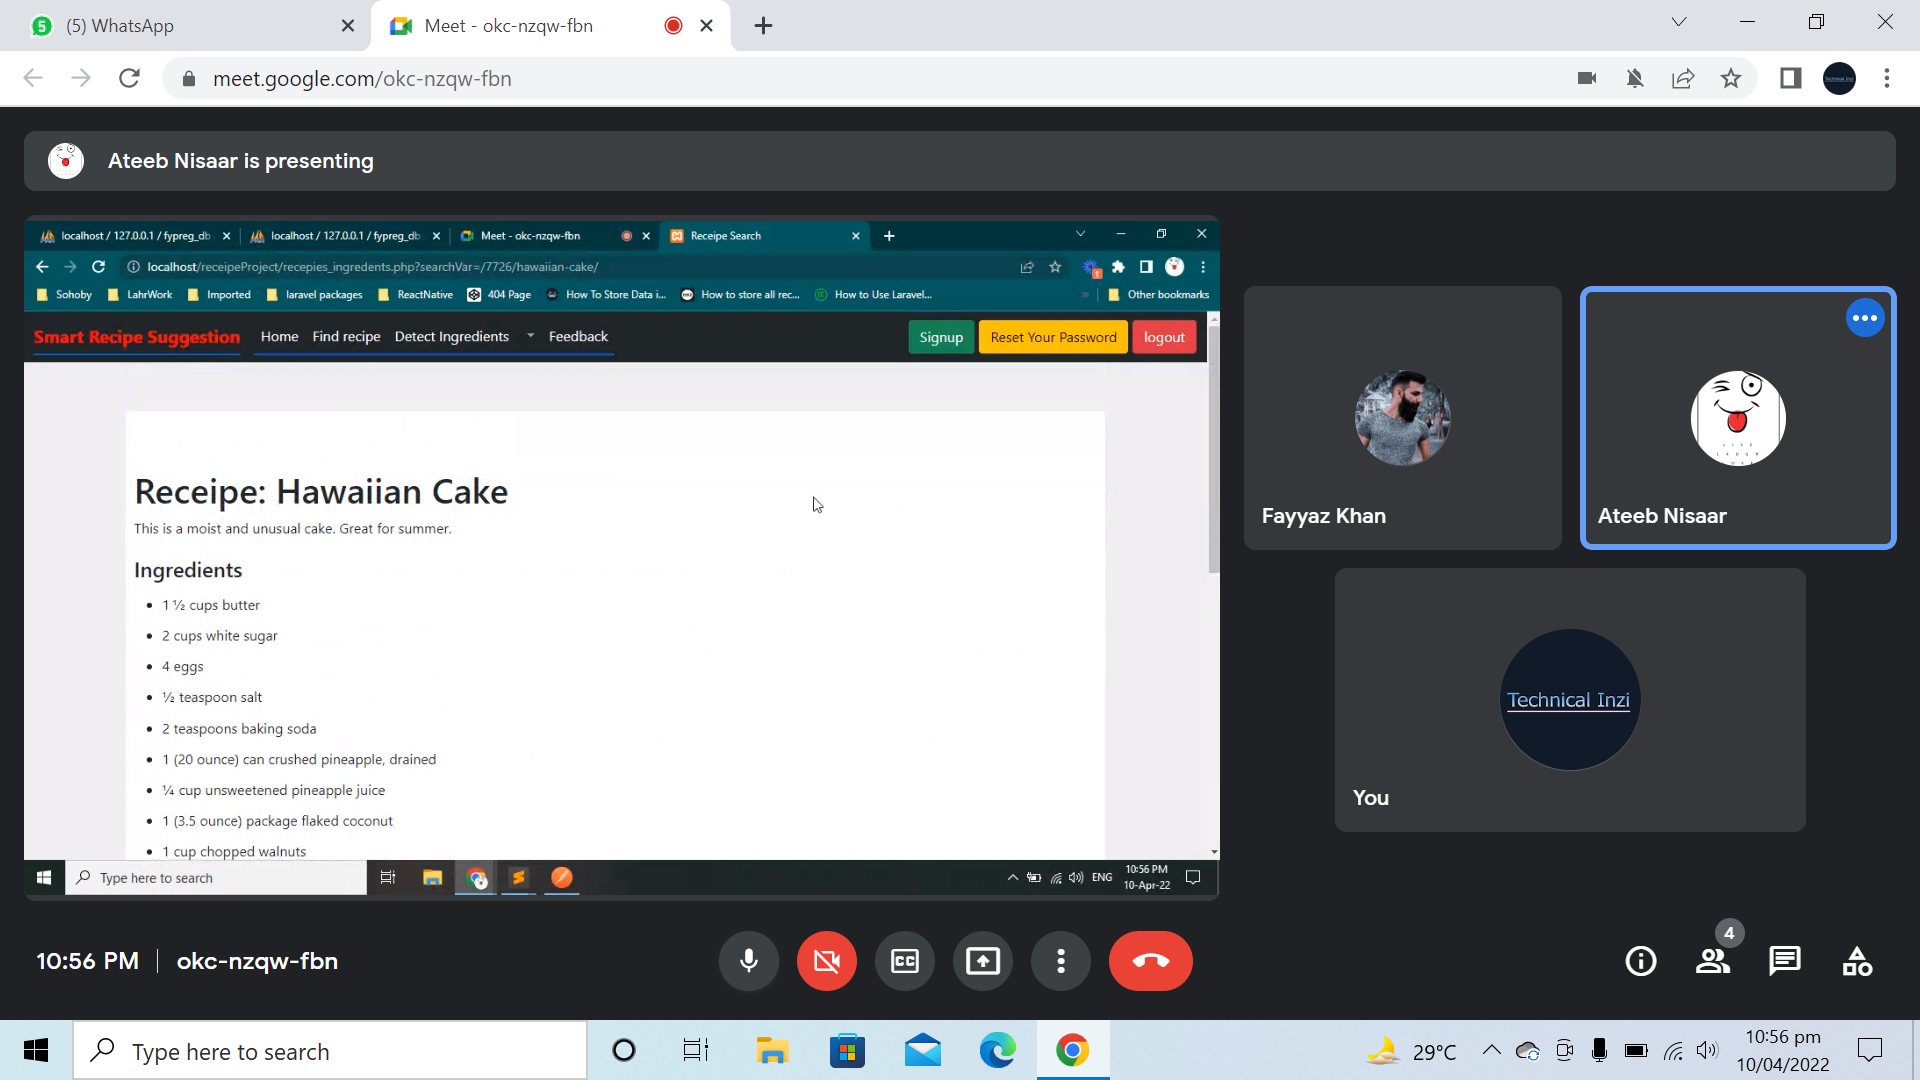 5 (5) WhatsApp
Meet - okc-nzqw-fbn
meet.google.com/okc-nzqw-fbn
Ateeb Nisaar is presenting
localhost / 127.0.0.1 / fypreg_db
localhost / 127.0.0.1 / fypreg_db
Meet - okc-nzqw-fbn
Receipe Search
localhost/receipeProject/recepies_ingredents.php?searchVar=/7726/hawaiian-cake/
1
Sohoby
LahrWork
Imported
laravel packages
ReactNative
404 Page
How To Store Data i...
How to store all rec...
How to Use Laravel...
Other bookmarks
Smart Recipe Suggestion
Home
Find recipe
Detect Ingredients
Feedback
Signup
Reset Your Password
logout
Receipe: Hawaiian Cake
This is a moist and unusual cake. Great for summer.
Ingredients
1 ½ cups butter
2 cups white sugar
4 eggs
½ teaspoon salt
2 teaspoons baking soda
1 (20 ounce) can crushed pineapple, drained
¼ cup unsweetened pineapple juice
1 (3.5 ounce) package flaked coconut
1 cup chopped walnuts
Type here to search
ENG
10:56 PM
10-Apr-22
Fayyaz Khan
LIVE
LAUGH
Ateeb Nisaar
Technical Inzi
You
10:56 PM
okc-nzqw-fbn
CC
4
Type here to search
29°C
10:56 pm
10/04/2022